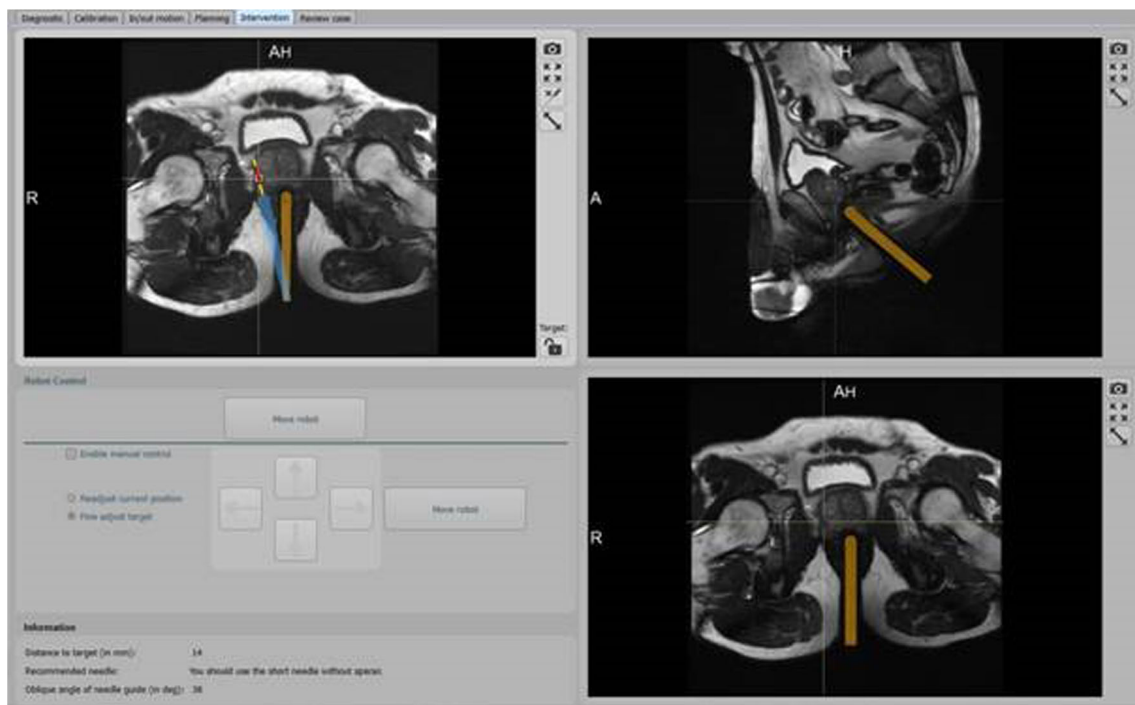 Diagnostic Calibration In/out motion Planning Intervention Review case
AH
R
Target:
H
A
Robot Control
Move robot
Enable manual control
Readjust current position
Fine adjust target
Move robot
AH
R
Information
Distance to target (in mm): 14
Recommended needle: You should use the short needle without spacer.
Oblique angle of needle guide (in deg): 38